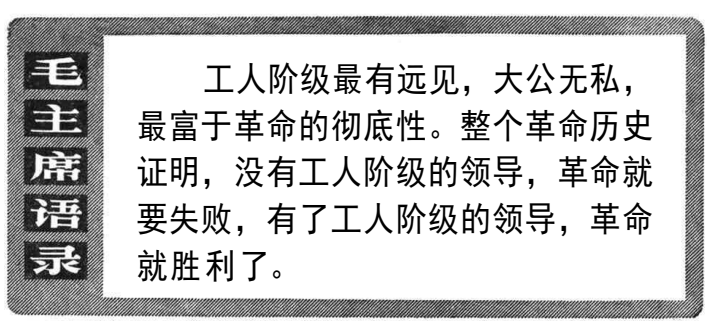 毛主席语录
工人阶级最有远见，大公无私，
最富于革命的彻底性。整个革命历史
证明，没有工人阶级的领导，革命就
要失败，有了工人阶级的领导，革命
就胜利了。